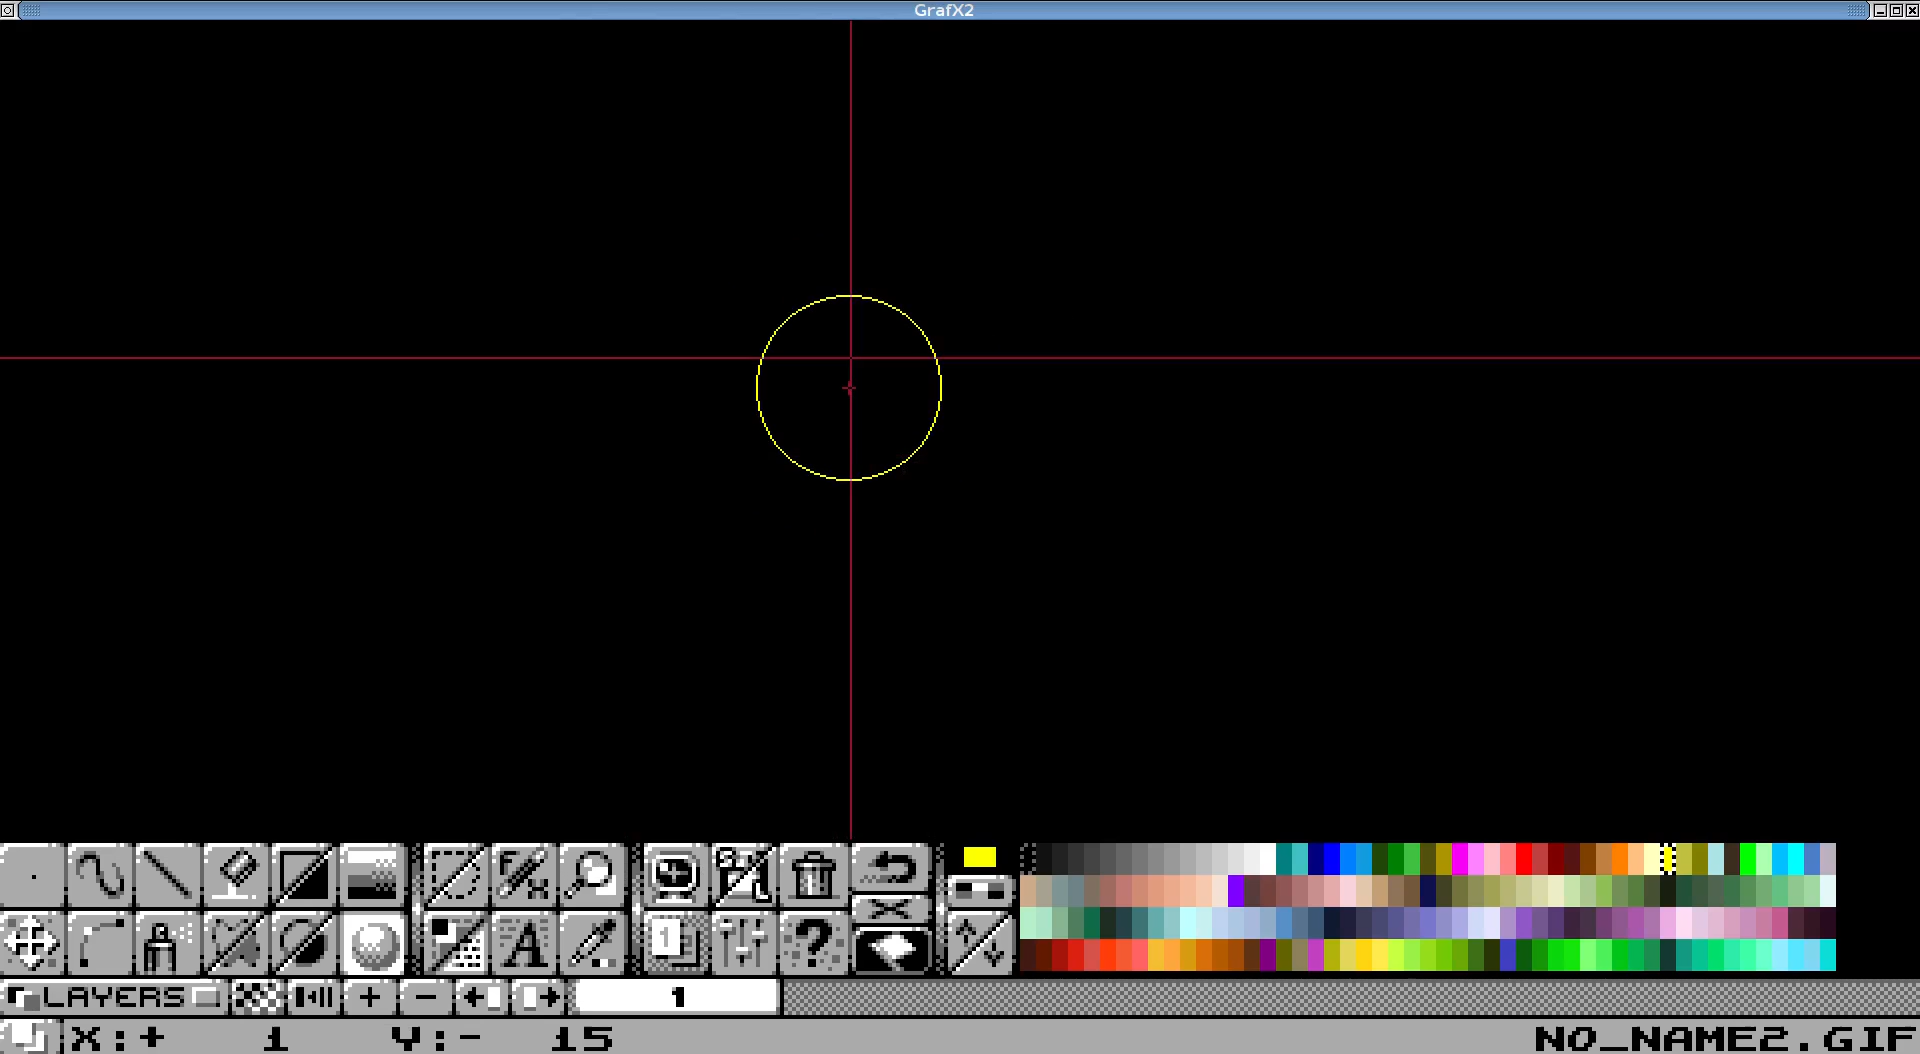 GrafX2
LAYERS
1
X:+ 1 Y:- 15
NO_NAME2.GIF